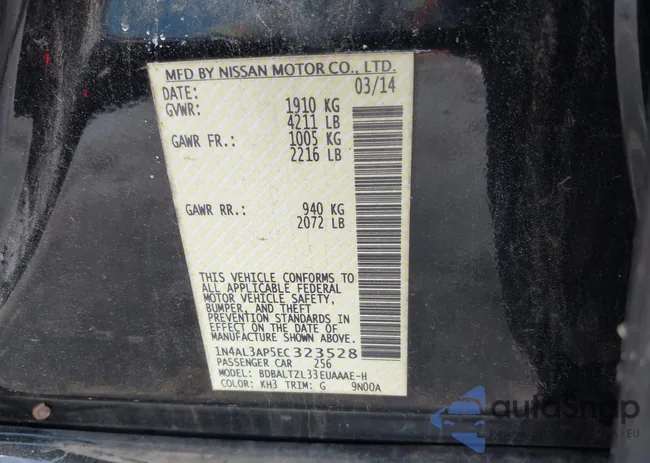 MFD BY NISSAN MOTOR CO., LTD.
DATE: 03/14
GVWR: 1910 KG
4211 LB
GAWR FR.: 1005 KG
2216 LB
GAWR RR.: 940 KG
2072 LB
THIS VEHICLE CONFORMS TO
ALL APPLICABLE FEDERAL
MOTOR VEHICLE SAFETY,
BUMPER, AND THEFT
PREVENTION STANDARDS IN
EFFECT ON THE DATE OF
MANUFACTURE SHOWN ABOVE.
1N4AL3AP5EC323528
PASSENGER CAR 256
MODEL: BDBALTZL33EUAAAE-H
COLOR: KH3 TRIM: G 9N00A
autoSnap